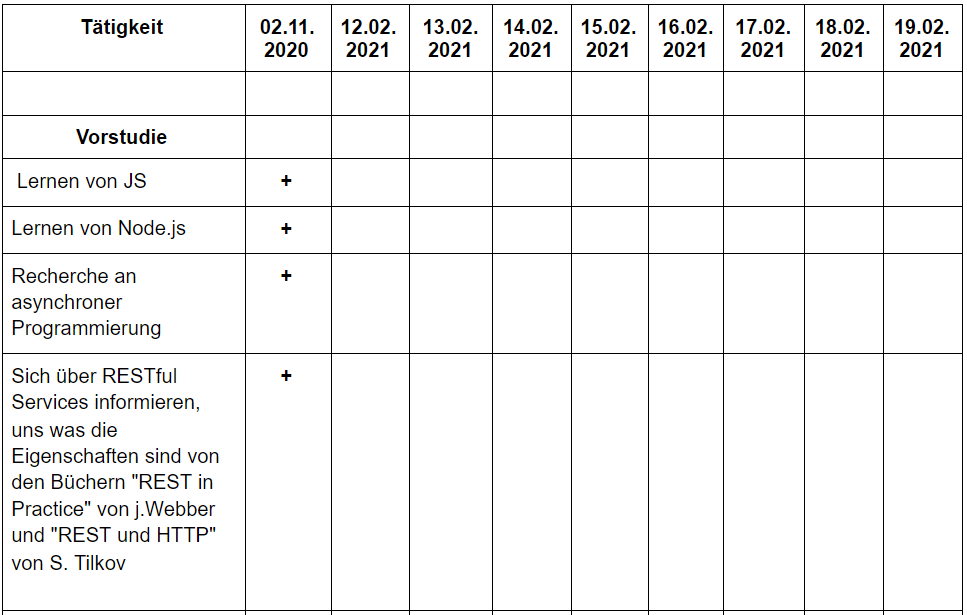 Tätigkeit 02.11. 12.02. 13.02. 14.02. 15.02. 16.02. 17.02. 18.02. 19.02.
2020 2021 2021 2021 2021 2021 2021 2021 2021
Vorstudie
Lernen von JS +
Lernen von Node.js +
Recherche an +
asynchroner
Programmierung
Sich über RESTful +
Services informieren,
uns was die
Eigenschaften sind von
den Büchern "REST in
Practice" von j.Webber
und "REST und HTTP"
von S. Tilkov